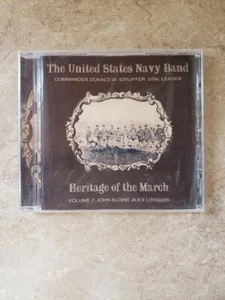 The United States Navy Band
COMMANDER DONALD W. STAUFFER, USN, LEADER
Heritage of the March
VOLUME 2: JOHN KLOHR, ALEX LITHGOW